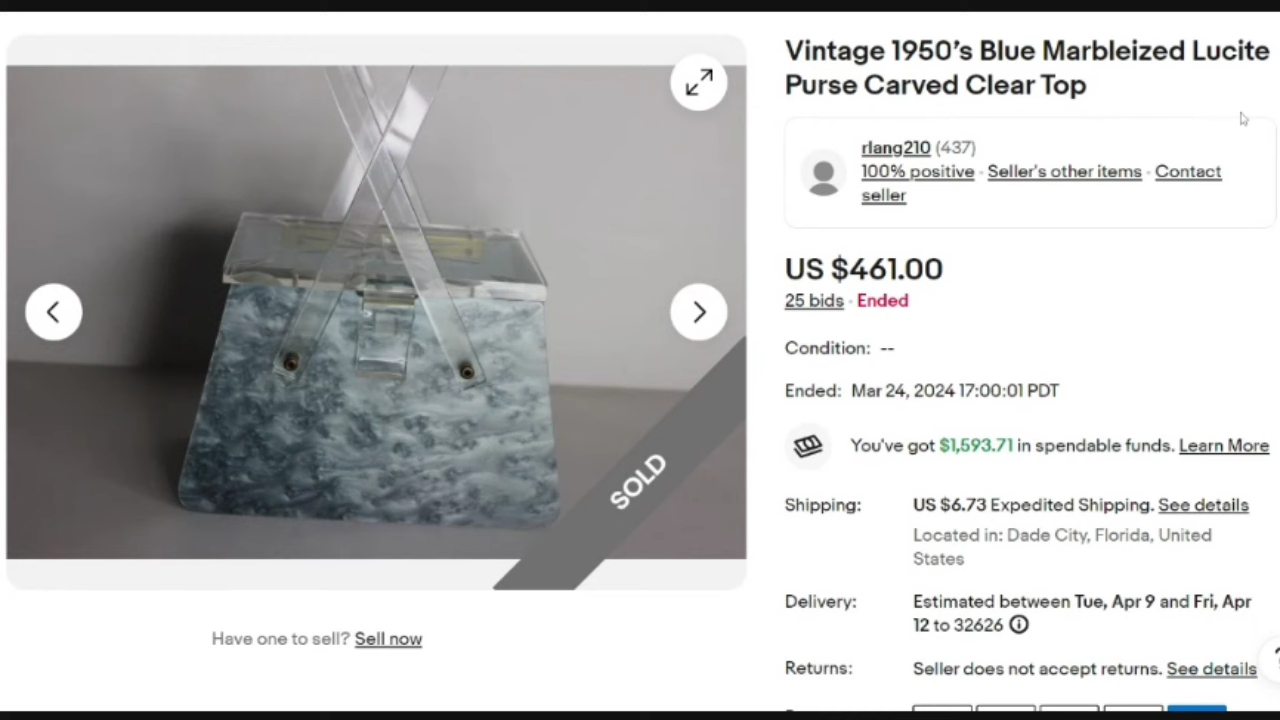 Vintage 1950's Blue Marbleized Lucite
Purse Carved Clear Top
rlang210 (437)
100% positive · Seller's other items · Contact
seller
US $461.00
25 bids · Ended
Condition: --
Ended: Mar 24, 2024 17:00:01 PDT
You've got $1,593.71 in spendable funds. Learn More
Shipping: US $6.73 Expedited Shipping. See details
Located in: Dade City, Florida, United
States
Delivery: Estimated between Tue, Apr 9 and Fri, Apr
12 to 32626
Returns: Seller does not accept returns. See details
SOLD
Have one to sell? Sell now